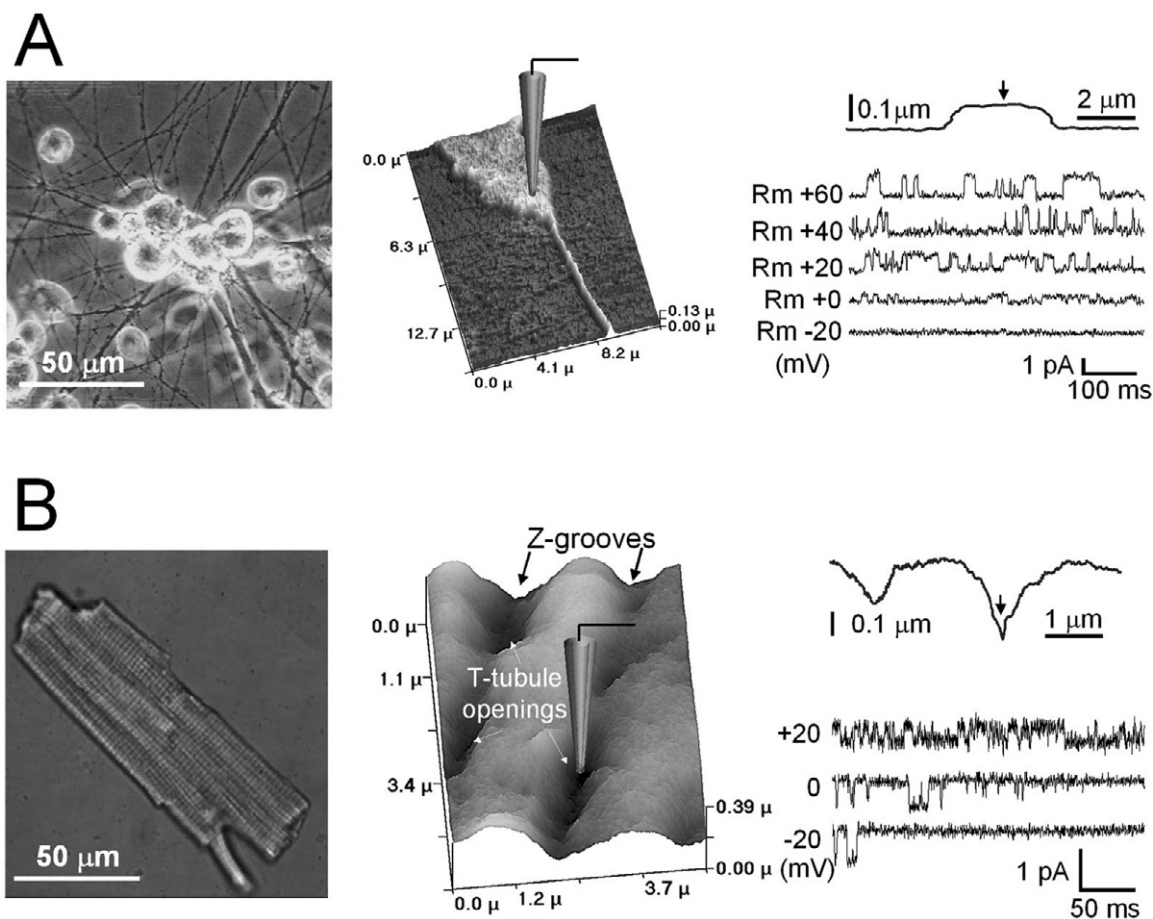 A
50 μm
0.0 μ
6.3 μ
12.7 μ
0.0 μ
4.1 μ
8.2 μ
0.13 μ
0.00 μ
0.1μm
2 μm
Rm +60
Rm +40
Rm +20
Rm +0
Rm -20
(mV)
1 pA
100 ms
B
50 μm
Z-grooves
T-tubule
openings
0.0 μ
1.1 μ
3.4 μ
0.0 μ
1.2 μ
3.7 μ
0.39 μ
0.00 μ
0.1 μm
1 μm
+20
0
-20
(mV)
1 pA
50 ms